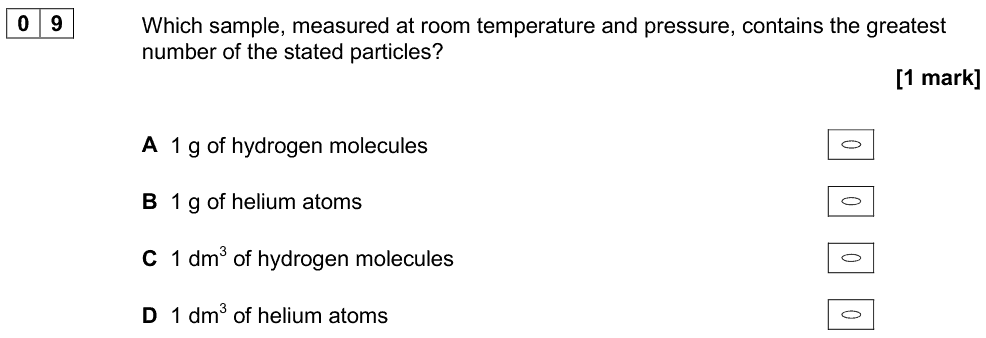 0 9 Which sample, measured at room temperature and pressure, contains the greatest
number of the stated particles?
[1 mark]
A 1 g of hydrogen molecules
B 1 g of helium atoms
C 1 dm³ of hydrogen molecules
D 1 dm³ of helium atoms